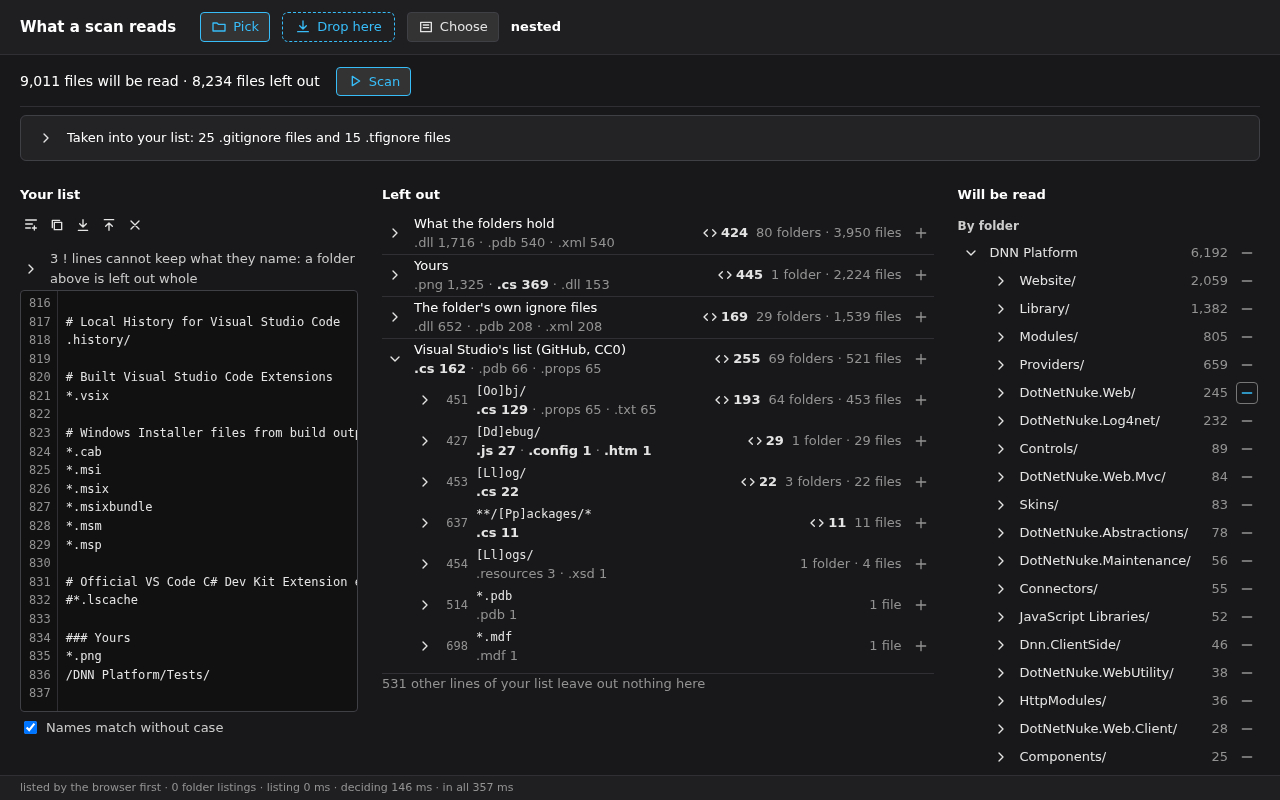 What a scan reads
Pick
Drop here
Choose
nested
9,011 files will be read · 8,234 files left out
Scan
Taken into your list: 25 .gitignore files and 15 .tfignore files
Your list
3 ! lines cannot keep what they name: a folder
above is left out whole
816
817 # Local History for Visual Studio Code
818 .history/
819
820 # Built Visual Studio Code Extensions
821 *.vsix
822
823 # Windows Installer files from build outp
824 *.cab
825 *.msi
826 *.msix
827 *.msixbundle
828 *.msm
829 *.msp
830
831 # Official VS Code C# Dev Kit Extension
832 #*.lscache
833
834 ### Yours
835 *.png
836 /DNN Platform/Tests/
837
Names match without case
Left out
What the folders hold
.dll 1,716 · .pdb 540 · .xml 540
424 80 folders · 3,950 files
Yours
.png 1,325 · .cs 369 · .dll 153
445 1 folder · 2,224 files
The folder's own ignore files
.dll 652 · .pdb 208 · .xml 208
169 29 folders · 1,539 files
Visual Studio's list (GitHub, CC0)
.cs 162 · .pdb 66 · .props 65
255 69 folders · 521 files
451 [Oo]bj/
.cs 129 · .props 65 · .txt 65
193 64 folders · 453 files
427 [Dd]ebug/
.js 27 · .config 1 · .htm 1
29 1 folder · 29 files
453 [Ll]og/
.cs 22
22 3 folders · 22 files
637 **/[Pp]ackages/*
.cs 11
11 11 files
454 [Ll]ogs/
.resources 3 · .xsd 1
1 folder · 4 files
514 *.pdb
.pdb 1
1 file
698 *.mdf
.mdf 1
1 file
531 other lines of your list leave out nothing here
Will be read
By folder
DNN Platform 6,192
Website/ 2,059
Library/ 1,382
Modules/ 805
Providers/ 659
DotNetNuke.Web/ 245
DotNetNuke.Log4net/ 232
Controls/ 89
DotNetNuke.Web.Mvc/ 84
Skins/ 83
DotNetNuke.Abstractions/ 78
DotNetNuke.Maintenance/ 56
Connectors/ 55
JavaScript Libraries/ 52
Dnn.ClientSide/ 46
DotNetNuke.WebUtility/ 38
HttpModules/ 36
DotNetNuke.Web.Client/ 28
Components/ 25
listed by the browser first · 0 folder listings · listing 0 ms · deciding 146 ms · in all 357 ms